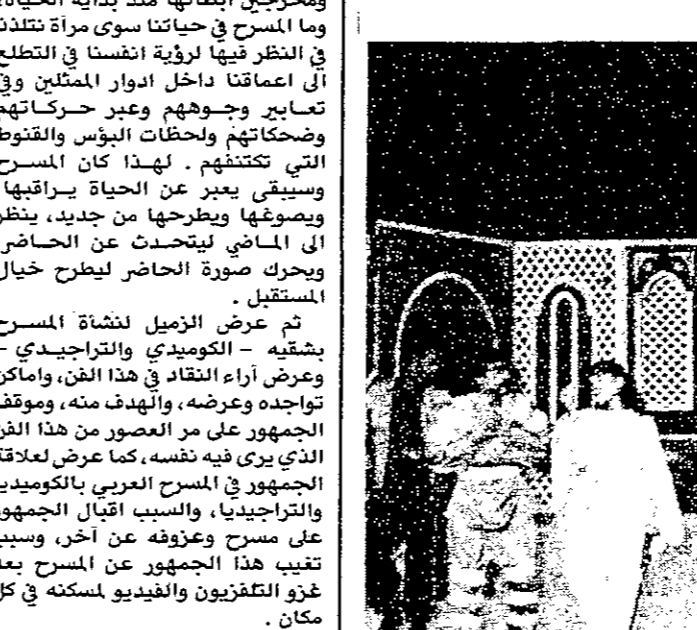 ومتفرجين ابطالها منذ بداية الحياة،
وما المسرح في حياتنا سوى مرآة نتلذذ
في النظر فيها لرؤية انفسنا في التطلع
الى اعماقنا داخل ادوار الممثلين وفي
تعابير وجوههم وعبر حركاتهم
وضحكاتهم ولحظات البؤس والقنوط
التي تكتنفهم . لهذا كان المسرح
وسيبقى يعبر عن الحياة يراقبها
ويصوغها ويطرحها من جديد، ينظر
الى الماضي ليتحدث عن الحاضر
ويحرك صورة الحاضر ليطرح خيال
المستقبل .
ثم عرض الزميل لنشأة المسرح
بشقيه - الكوميدي والتراجيدي -
وعرض آراء النقاد في هذا الفن، واماكن
تواجده وعرضه، والهدف منه، وموقف
الجمهور على مر العصور من هذا الفن
الذي يرى فيه نفسه، كما عرض لعلاقة
الجمهور في المسرح العربي بالكوميديا
والتراجيديا، والسبب اقبال الجمهور
على مسرح وعزوفه عن آخر، وسبب
تغيب هذا الجمهور عن المسرح بعد
غزو التلفزيون والفيديو لمسكنه في كل
مكان .